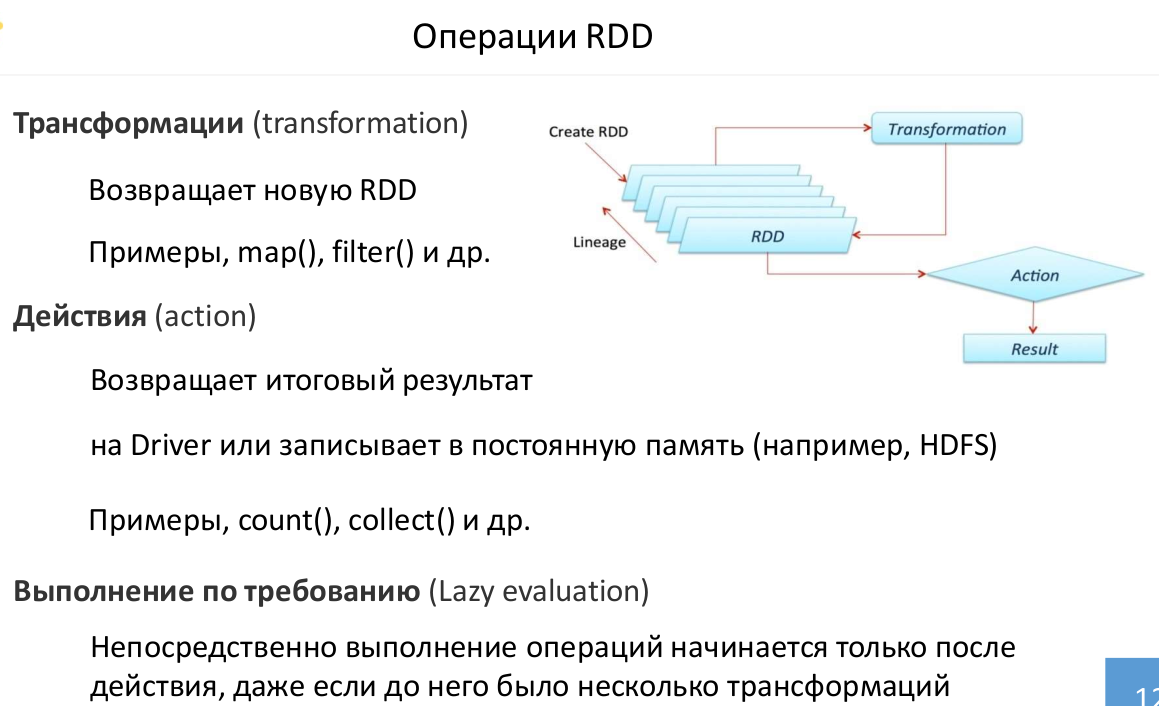 Операции RDD
Трансформации (transformation)
Возвращает новую RDD
Примеры, map(), filter() и др.
Действия (action)
Возвращает итоговый результат
на Driver или записывает в постоянную память (например, HDFS)
Примеры, count(), collect() и др.
Выполнение по требованию (Lazy evaluation)
Непосредственно выполнение операций начинается только после
действия, даже если до него было несколько трансформаций
Create RDD
Transformation
Lineage
RDD
Action
Result
12